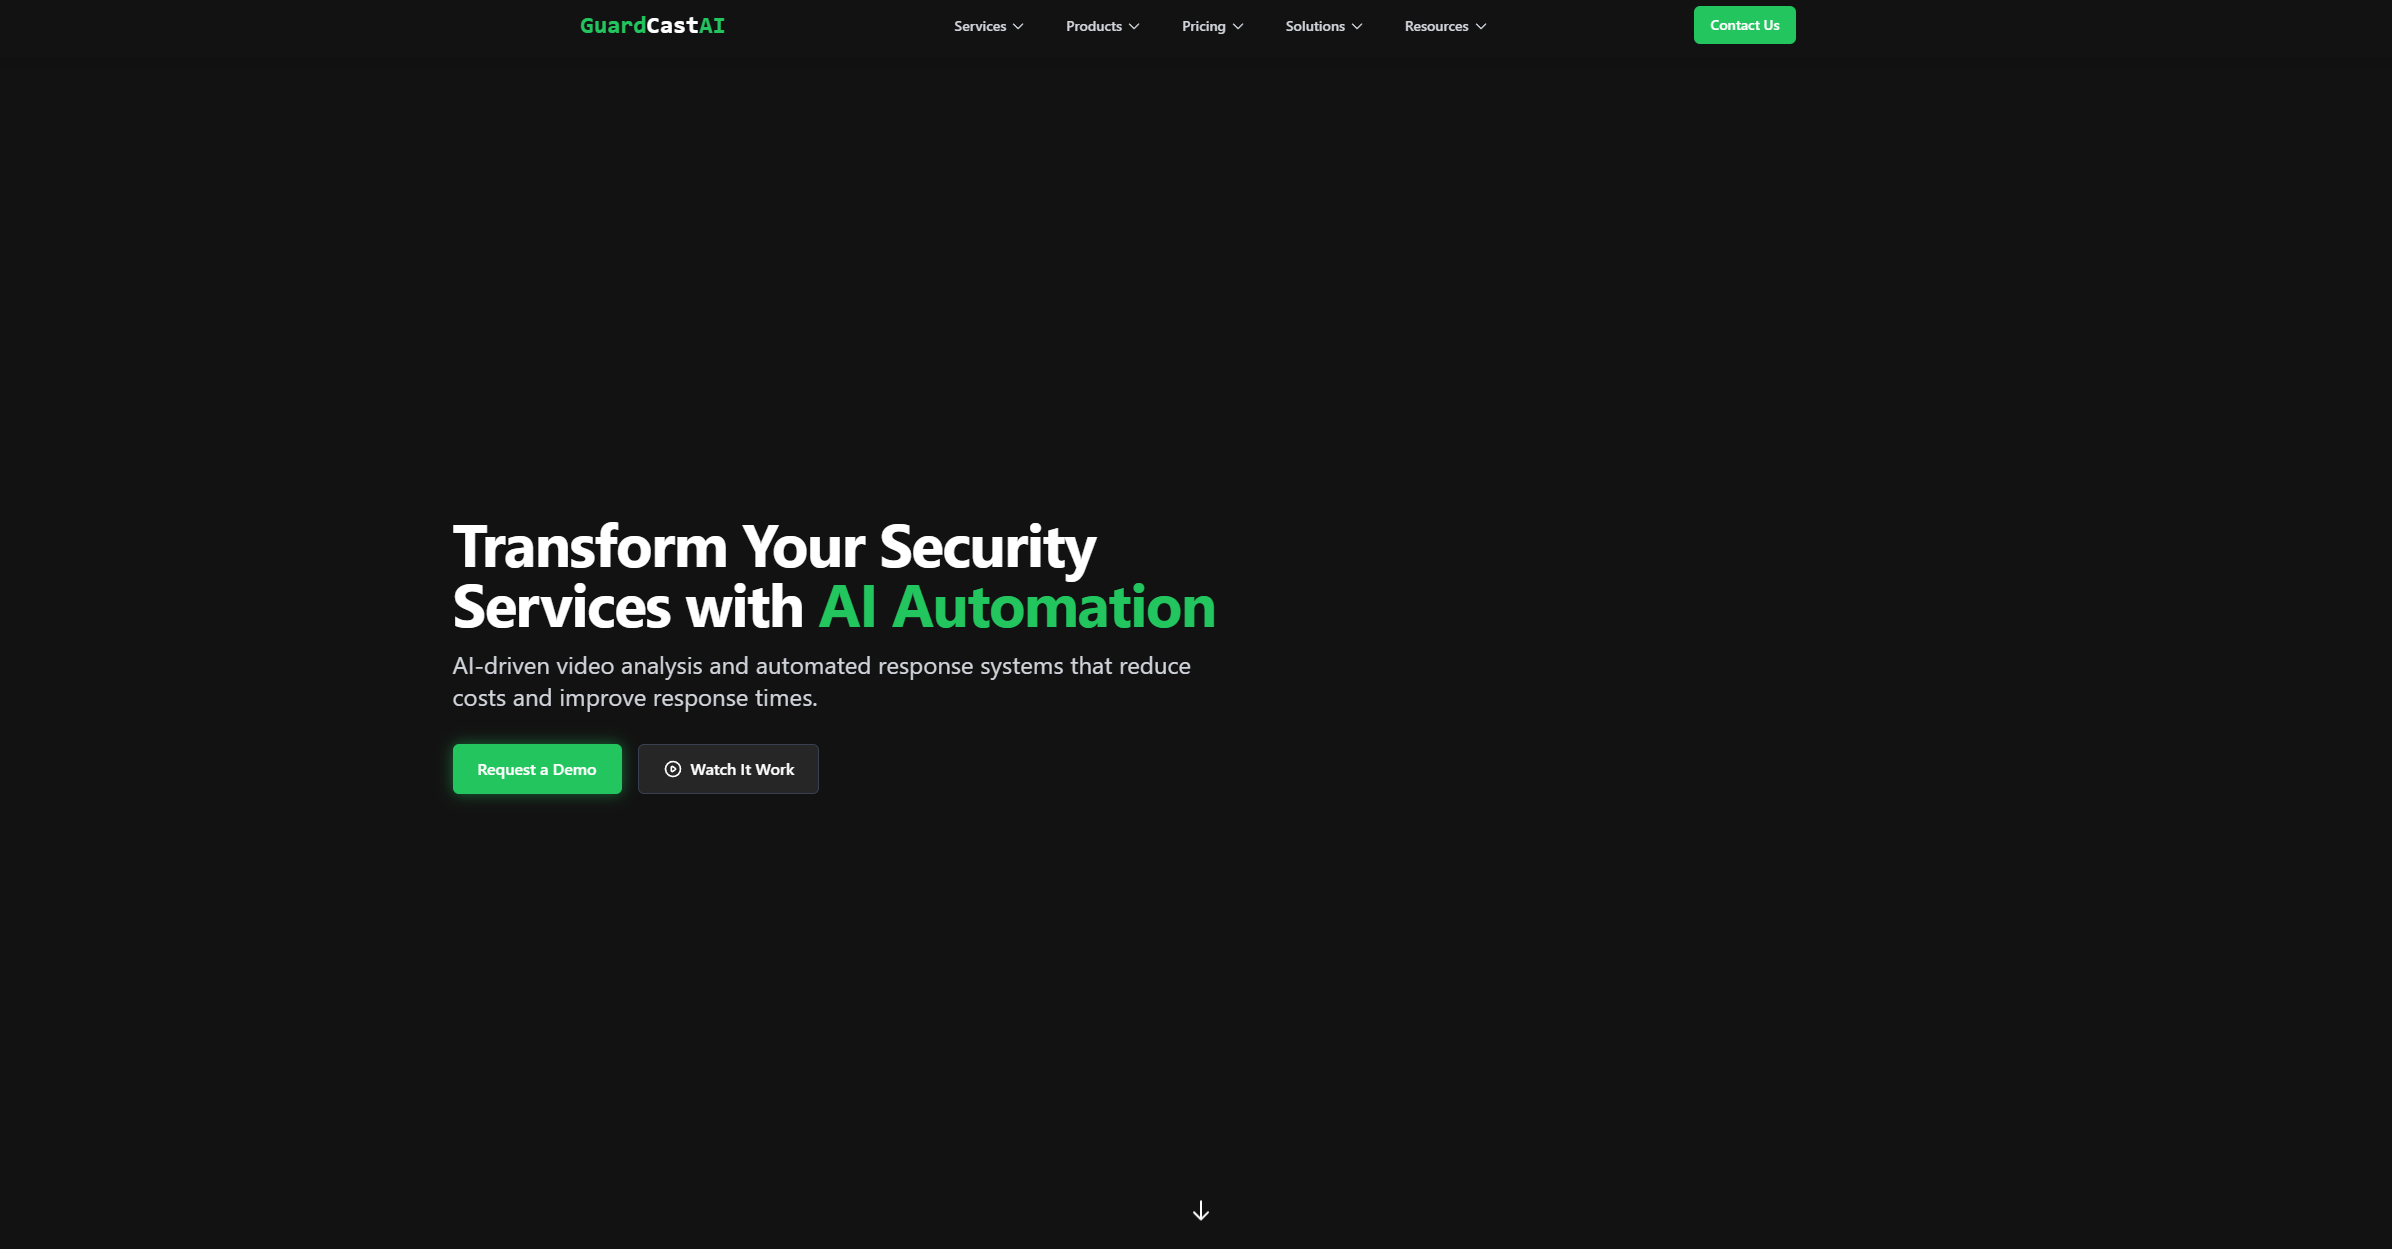 GuardCastAI
Services
Products
Pricing
Solutions
Resources
Contact Us
Transform Your Security
Services with AI Automation
AI-driven video analysis and automated response systems that reduce
costs and improve response times.
Request a Demo
Watch It Work